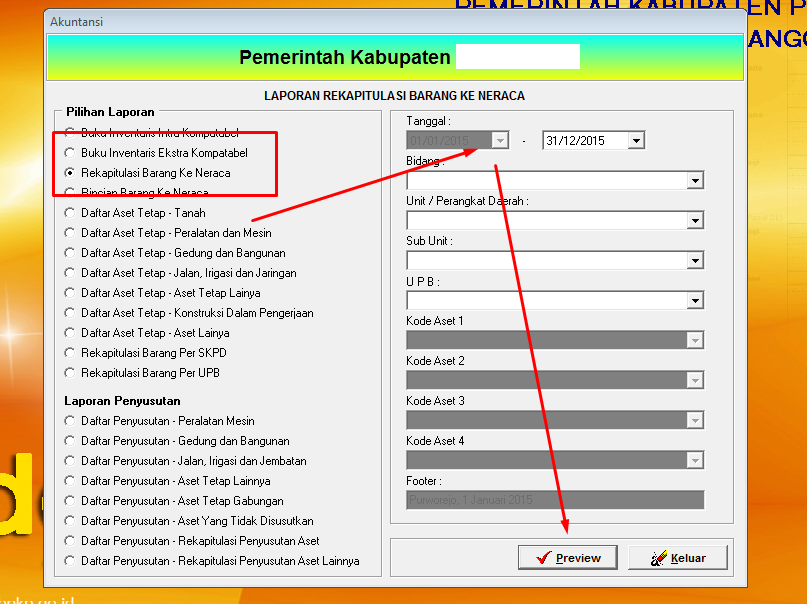 PEMERINTAH KABUPATEN P
Akuntansi
ANGG
Pemerintah Kabupaten
LAPORAN REKAPITULASI BARANG KE NERACA
Pilihan Laporan
Buku Inventaris Intra Kompatabel
Buku Inventaris Ekstra Kompatabel
Rekapitulasi Barang Ke Neraca
Rincian Barang Ke Neraca
Daftar Aset Tetap - Tanah
Daftar Aset Tetap - Peralatan dan Mesin
Daftar Aset Tetap - Gedung dan Bangunan
Daftar Aset Tetap - Jalan, Irigasi dan Jaringan
Daftar Aset Tetap - Aset Tetap Lainya
Daftar Aset Tetap - Konstruksi Dalam Pengerjaan
Daftar Aset Tetap - Aset Lainya
Rekapitulasi Barang Per SKPD
Rekapitulasi Barang Per UPB
Laporan Penyusutan
Daftar Penyusutan - Peralatan Mesin
Daftar Penyusutan - Gedung dan Bangunan
Daftar Penyusutan - Jalan, Irigasi dan Jembatan
Daftar Penyusutan - Aset Tetap Lainnya
Daftar Penyusutan - Aset Tetap Gabungan
Daftar Penyusutan - Aset Yang Tidak Disusutkan
Daftar Penyusutan - Rekapitulasi Penyusutan Aset
Daftar Penyusutan - Rekapitulasi Penyusutan Aset Lainnya
Tanggal :
01/01/2015 - 31/12/2015
Bidang :
Unit / Perangkat Daerah :
Sub Unit :
U P B :
Kode Aset 1
Kode Aset 2
Kode Aset 3
Kode Aset 4
Footer :
Purworejo, 1 Januari 2015
Preview
Keluar